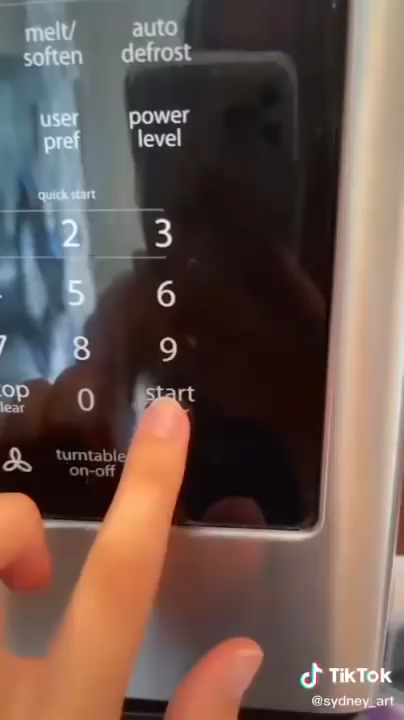 melt/ auto
soften defrost
user power
pref level
quick start
2 3
5 6
8 9
0 start
turntable
on-off
TikTok
@sydney_art